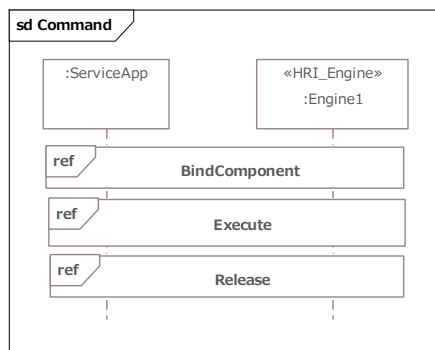 sd Command
:ServiceApp
«HRI_Engine»
:Engine1
ref
BindComponent
ref
Execute
ref
Release